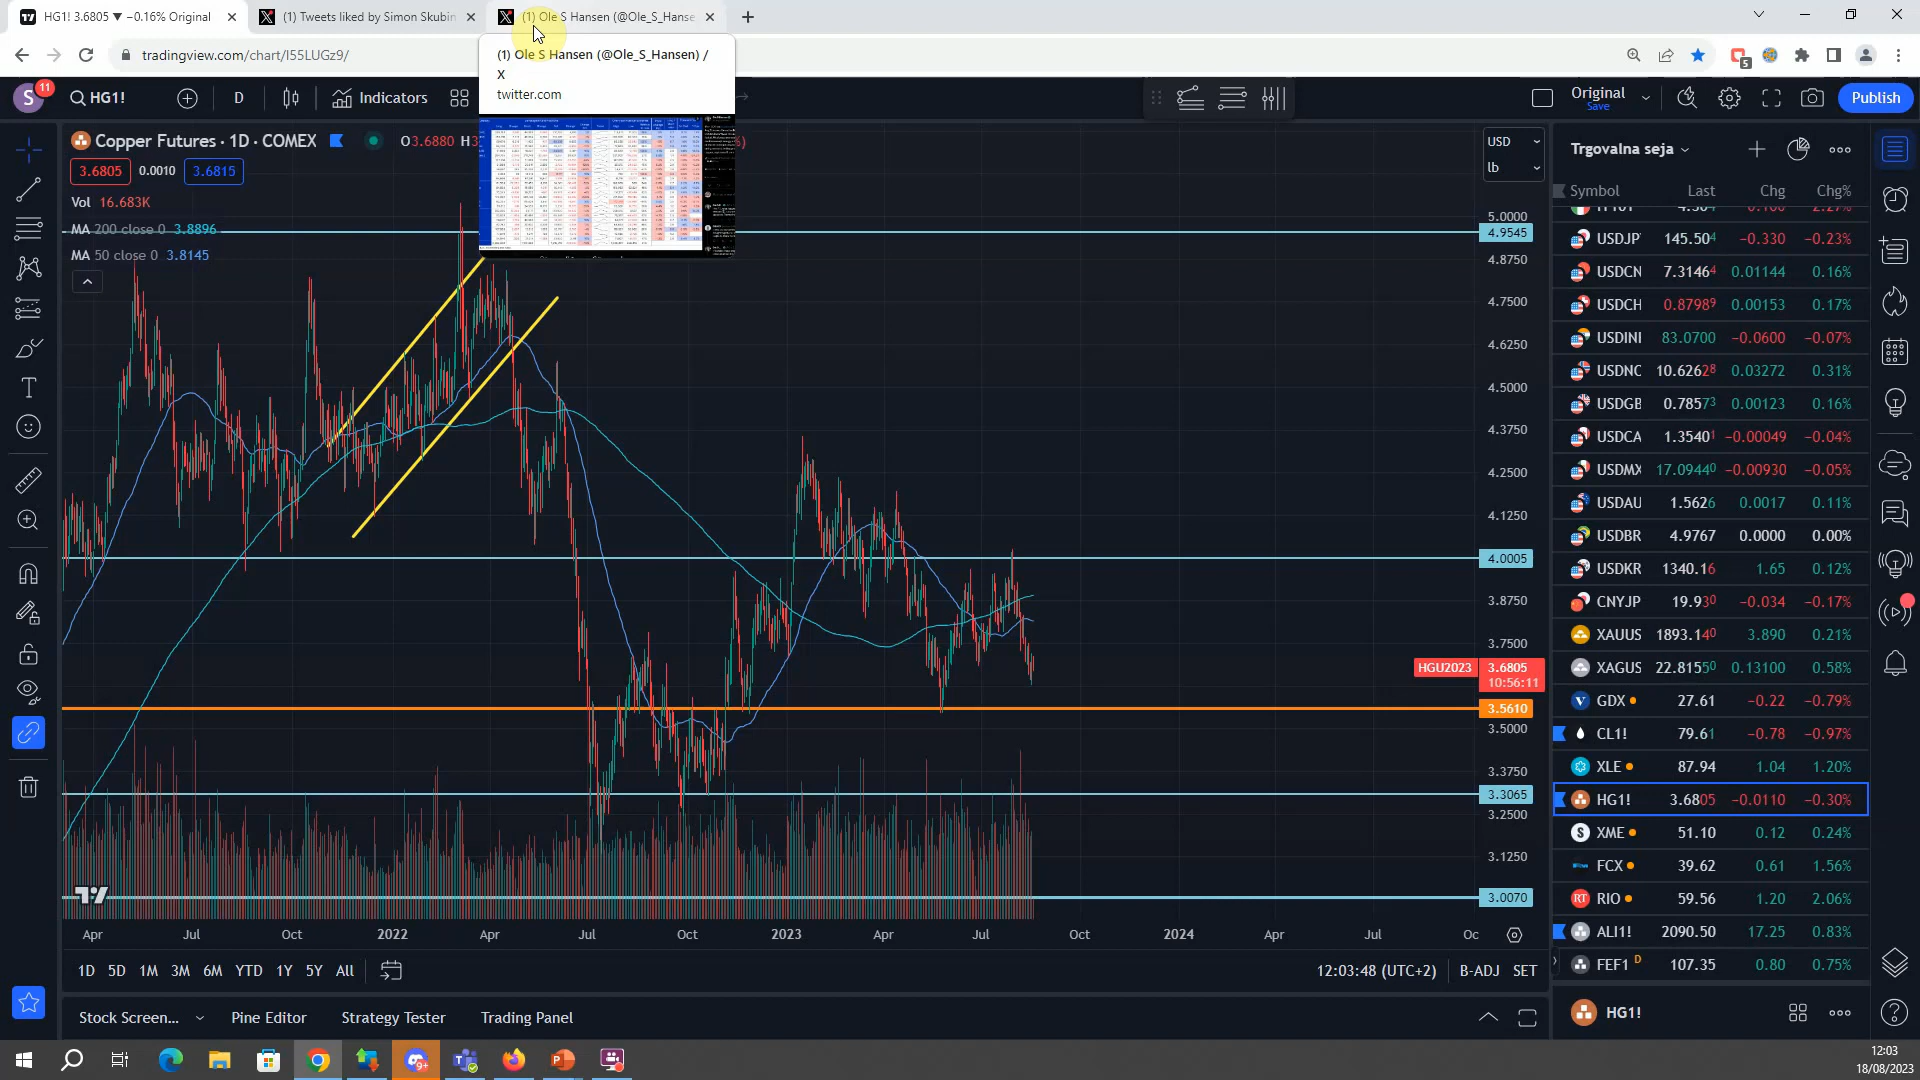 HG1! 3.6805 ▼ −0.16% Original
(1) Tweets liked by Simon Skubin
(1) Ole S Hansen (@Ole_S_Hanse
tradingview.com/chart/I55LUGz9/
5
(1) Ole S Hansen (@Ole_S_Hansen) /
X
twitter.com
S
11
HG1!
D
Indicators
Original
Save
Publish
Copper Futures · 1D · COMEX
O3.6880 H3
3.6805
0.0010
3.6815
Vol 16.683K
MA 200 close 0 3.8896
MA 50 close 0 3.8145
USD
lb
5.0000
4.9545
4.8750
4.7500
4.6250
4.5000
4.3750
4.2500
4.1250
4.0005
3.8750
3.7500
HGU2023 3.6805
10:56:11
3.5610
3.5000
3.3750
3.3065
3.2500
3.1250
3.0070
Apr Jul Oct 2022 Apr Jul Oct 2023 Apr Jul Oct 2024 Apr Jul Oc
1D 5D 1M 3M 6M YTD 1Y 5Y All
12:03:48 (UTC+2) B-ADJ SET
Stock Screen... Pine Editor Strategy Tester Trading Panel
Trgovalna seja
Symbol Last Chg Chg%
USDJP 145.504 −0.330 −0.23%
USDCN 7.31464 0.01144 0.16%
USDCH 0.87989 0.00153 0.17%
USDINI 83.0700 −0.0600 −0.07%
USDNC 10.62628 0.03272 0.31%
USDGB 0.78573 0.00123 0.16%
USDCA 1.35401 −0.00049 −0.04%
USDMX 17.09440 −0.00930 −0.05%
USDAU 1.5626 0.0017 0.11%
USDBR 4.9767 0.0000 0.00%
USDKR 1340.16 1.65 0.12%
CNYJP 19.930 −0.034 −0.17%
XAUUS 1893.140 3.890 0.21%
XAGUS 22.81550 0.13100 0.58%
GDX 27.61 −0.22 −0.79%
CL1! 79.61 −0.78 −0.97%
XLE 87.94 1.04 1.20%
HG1! 3.6805 −0.0110 −0.30%
XME 51.10 0.12 0.24%
FCX 39.62 0.61 1.56%
RIO 59.56 1.20 2.06%
ALI1! 2090.50 17.25 0.83%
FEF1 D 107.35 0.80 0.75%
HG1!
9+
12:03
18/08/2023